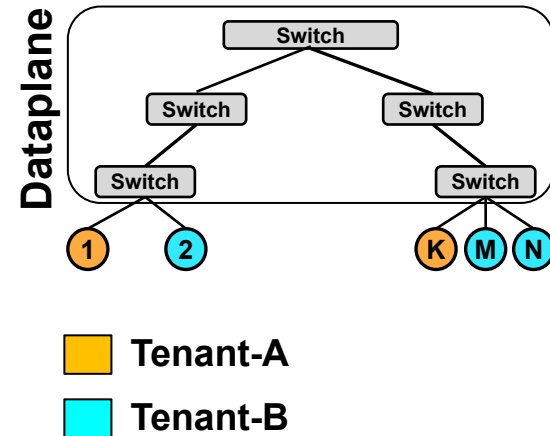 Dataplane
Switch
Switch
Switch
Switch
Switch
1
2
K
M
N
Tenant-A
Tenant-B